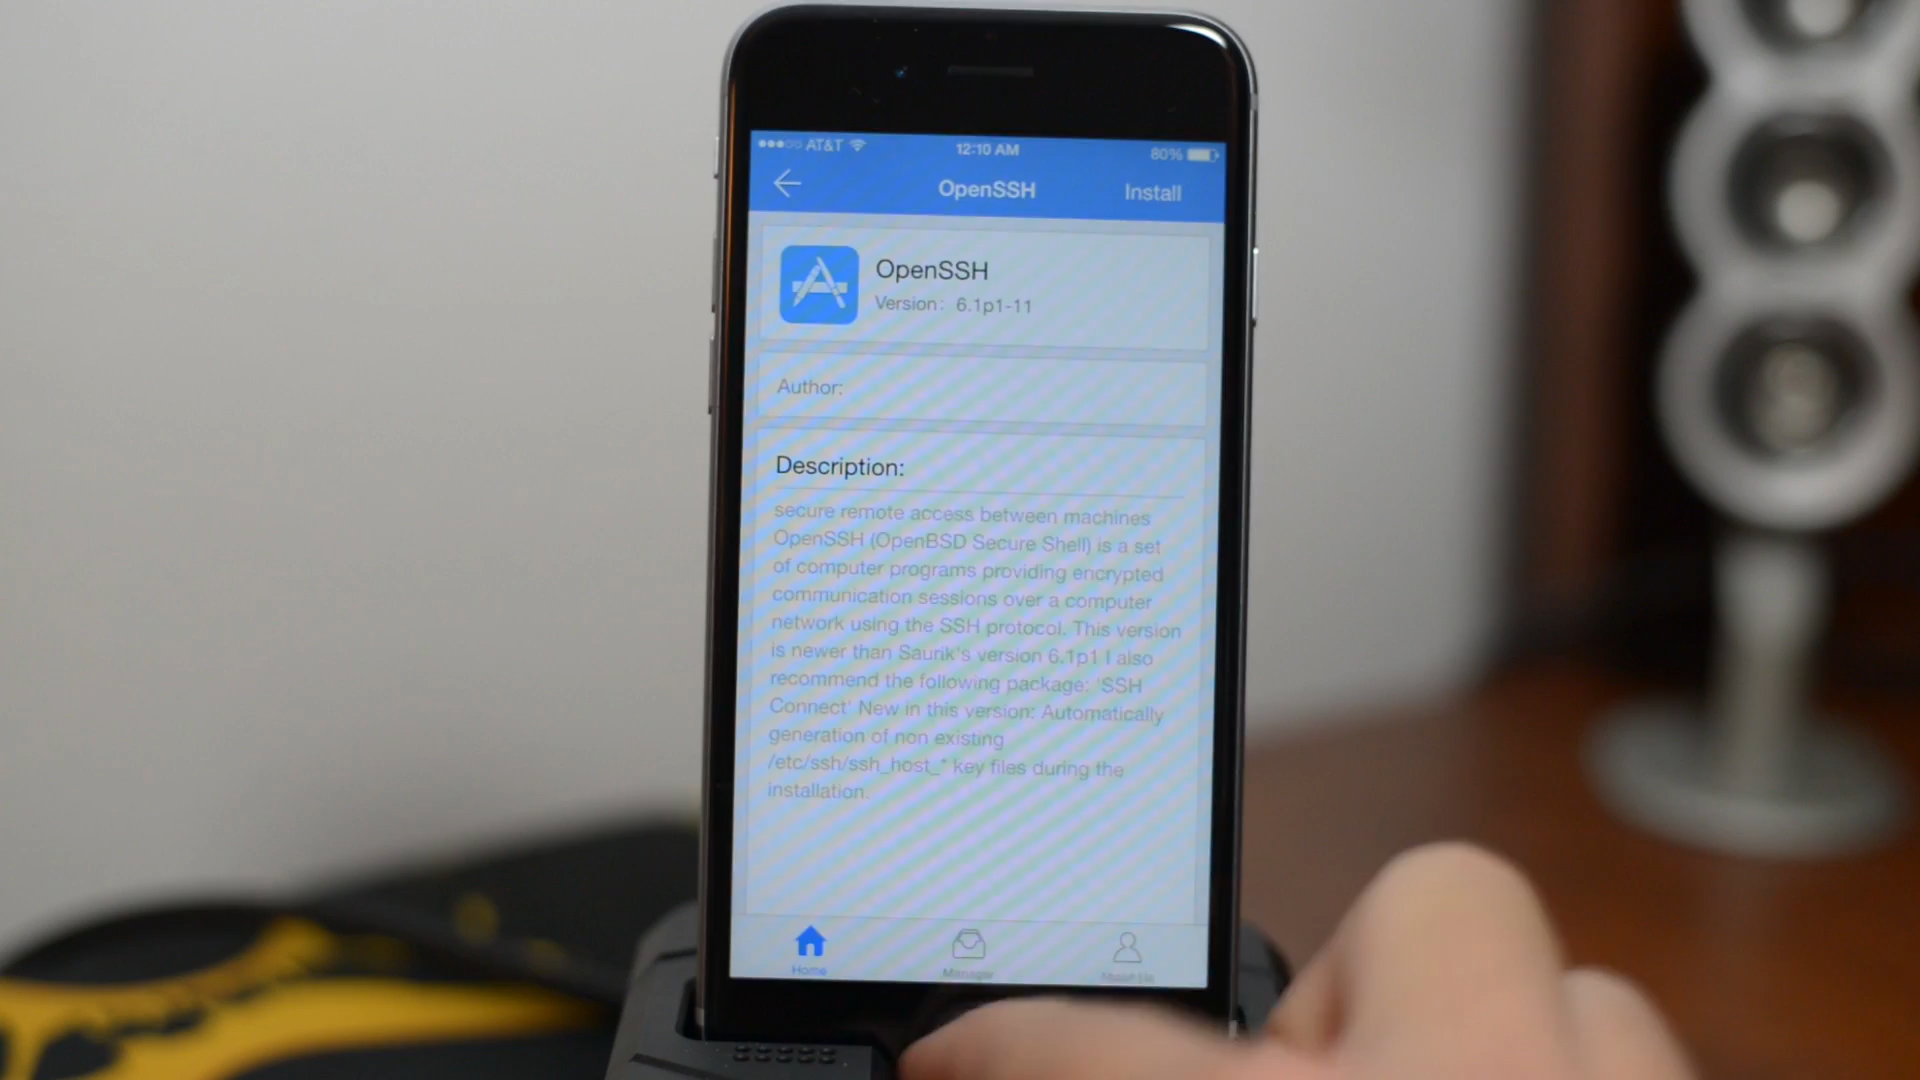 AT&T 12:10 AM 80%
OpenSSH Install
OpenSSH
Version: 6.1p1-11
Author:
Description:
secure remote access between machines
OpenSSH (OpenBSD Secure Shell) is a set
of computer programs providing encrypted
communication sessions over a computer
network using the SSH protocol. This version
is newer than Saurik's version 6.1p1 I also
recommend the following package: 'SSH
Connect' New in this version: Automatically
generation of non existing
/etc/ssh/ssh_host_* key files during the
installation.
Home Manager About Us